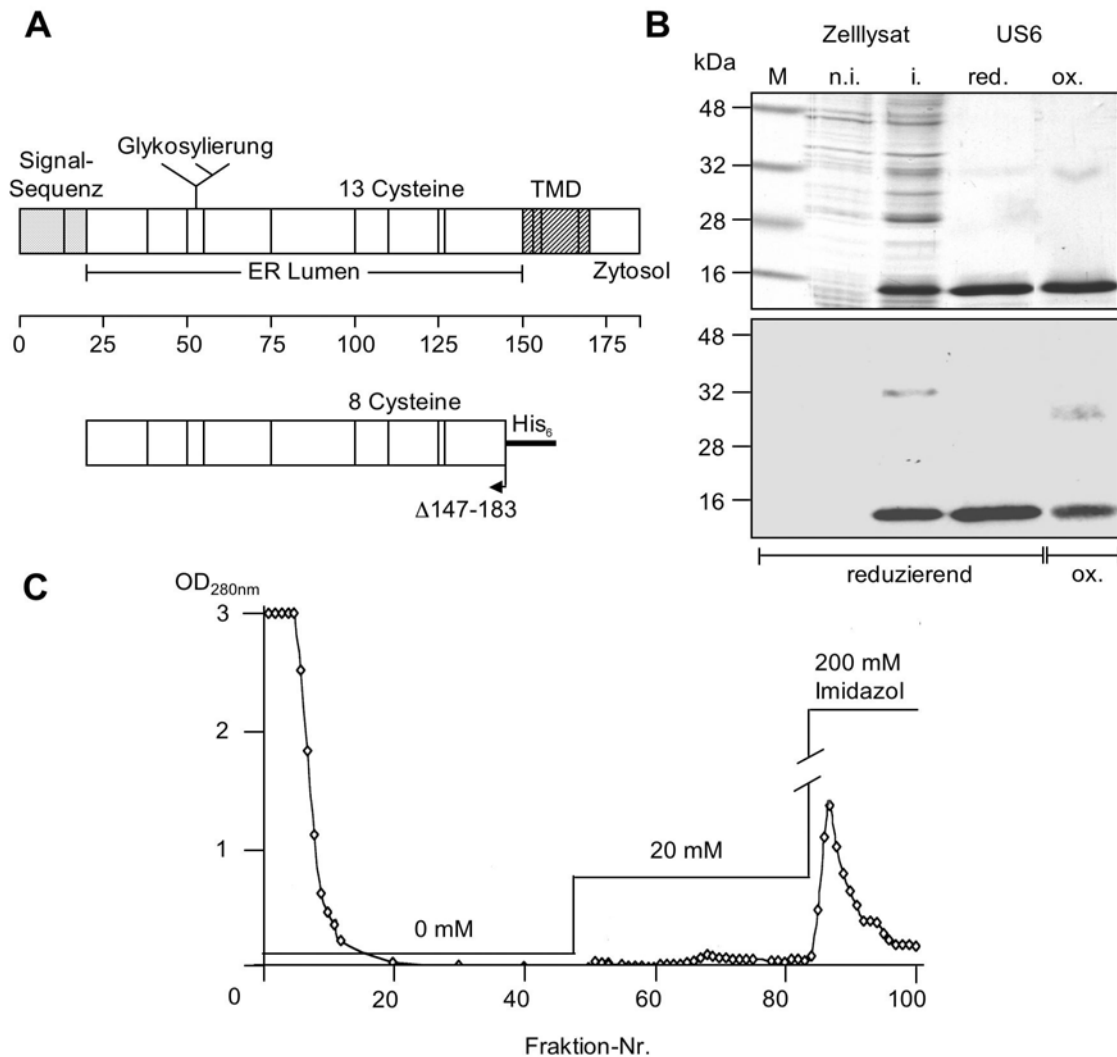 A
Signal-
Sequenz
Glykosylierung
13 Cysteine
TMD
ER Lumen
Zytosol
0 25 50 75 100 125 150 175
8 Cysteine
His6
Δ147-183
B
Zelllysat US6
kDa M n.i. i. red. ox.
48
32
28
16
48
32
28
16
reduzierend ox.
C
OD280nm
3
2
1
0
0 mM
20 mM
200 mM
Imidazol
20 40 60 80 100
Fraktion-Nr.